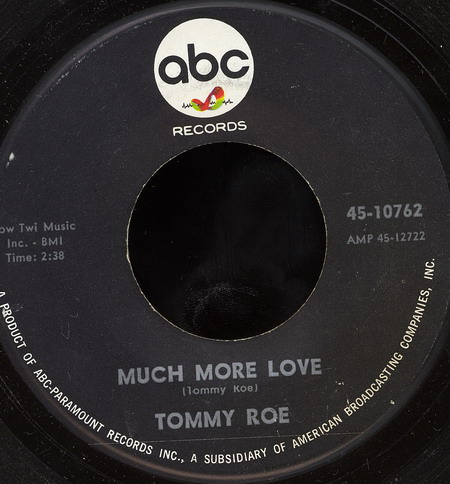 abc
RECORDS
ow Twi Music
Inc. - BMI
Time: 2:38
45-10762
AMP 45-12722
MUCH MORE LOVE
(Tommy Roe)
TOMMY ROE
A PRODUCT OF ABC-PARAMOUNT RECORDS INC., A SUBSIDIARY OF AMERICAN BROADCASTING COMPANIES, INC.